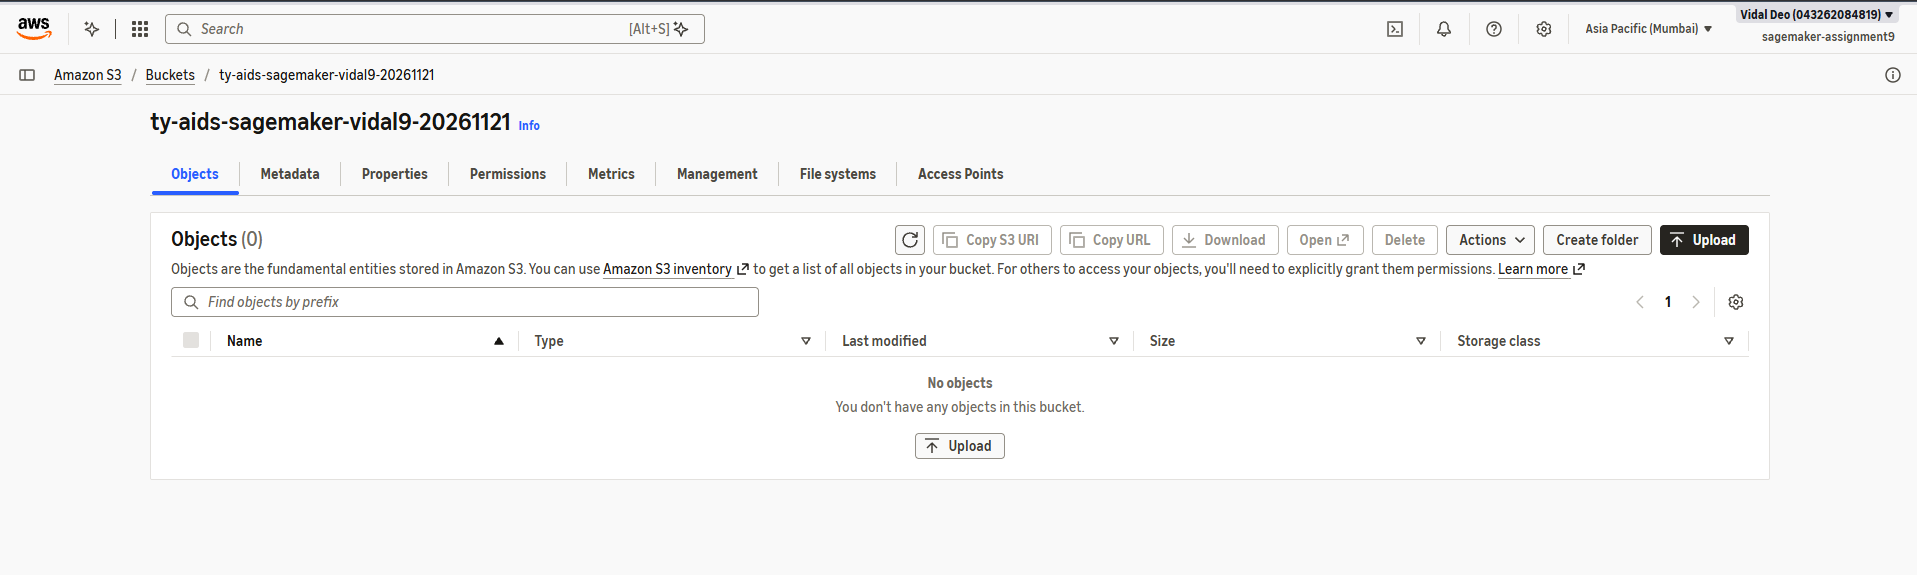 aws
Search [Alt+S]
Asia Pacific (Mumbai)
Vidal Deo (043262084819)
sagemaker-assignment9
Amazon S3 / Buckets / ty-aids-sagemaker-vidal9-20261121
ty-aids-sagemaker-vidal9-20261121 Info
Objects Metadata Properties Permissions Metrics Management File systems Access Points
Objects (0) Copy S3 URI Copy URL Download Open Delete Actions Create folder Upload
Objects are the fundamental entities stored in Amazon S3. You can use Amazon S3 inventory to get a list of all objects in your bucket. For others to access your objects, you'll need to explicitly grant them permissions. Learn more
Find objects by prefix 1
Name Type Last modified Size Storage class
No objects
You don't have any objects in this bucket.
Upload